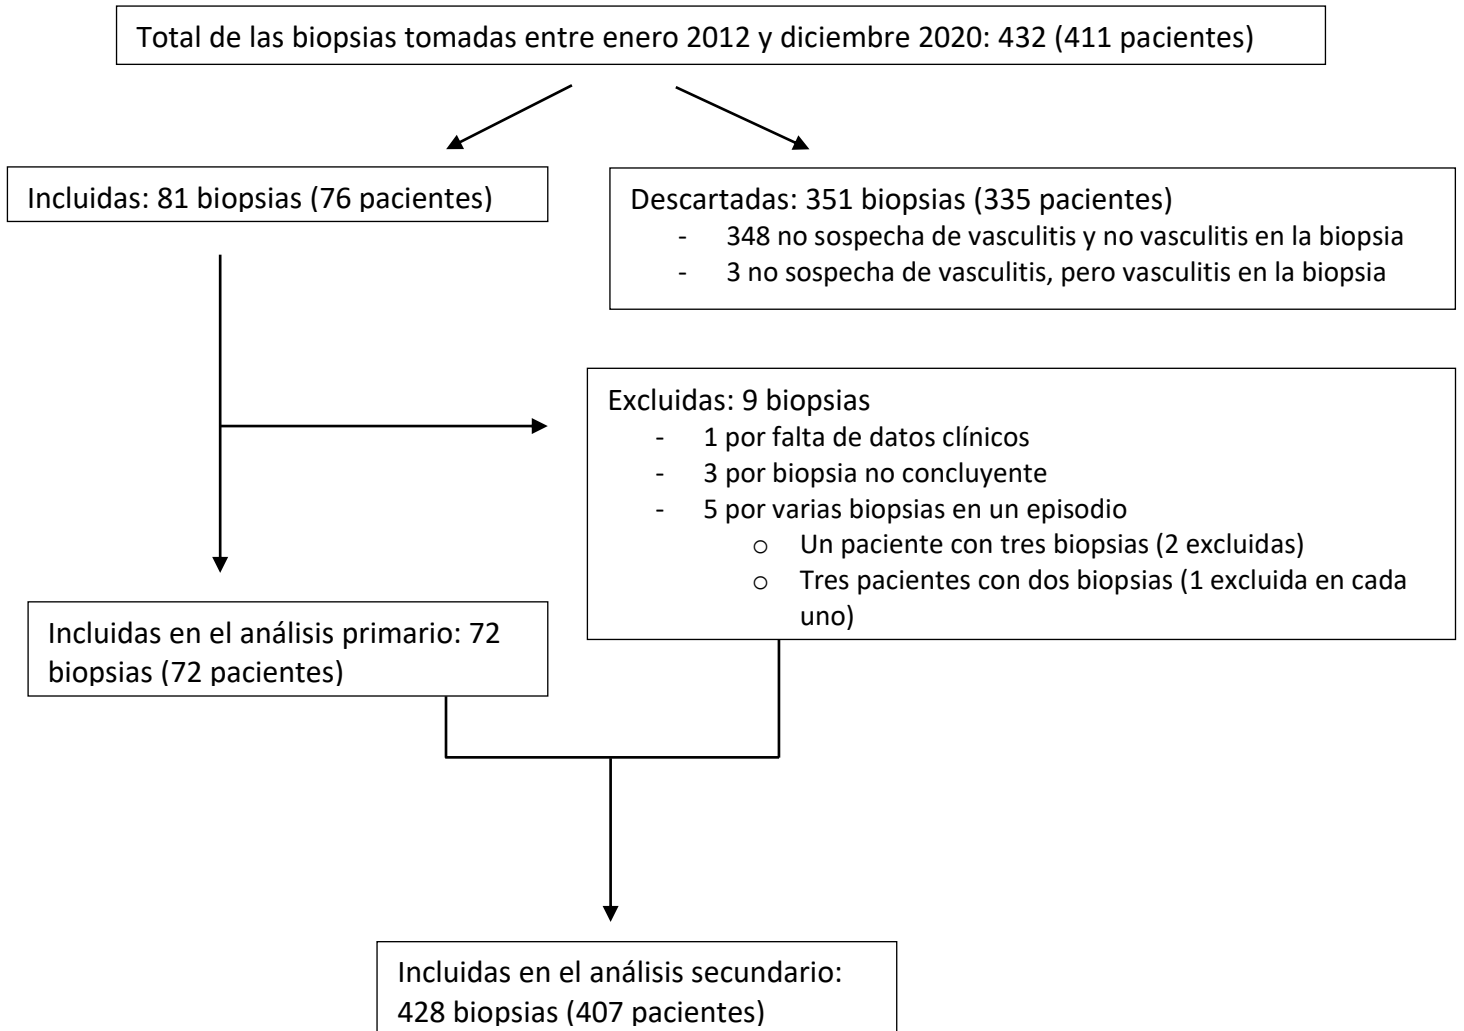 Total de las biopsias tomadas entre enero 2012 y diciembre 2020: 432 (411 pacientes)
Incluidas: 81 biopsias (76 pacientes)
Descartadas: 351 biopsias (335 pacientes)
- 348 no sospecha de vasculitis y no vasculitis en la biopsia
- 3 no sospecha de vasculitis, pero vasculitis en la biopsia
Excluidas: 9 biopsias
- 1 por falta de datos clínicos
- 3 por biopsia no concluyente
- 5 por varias biopsias en un episodio
o Un paciente con tres biopsias (2 excluidas)
o Tres pacientes con dos biopsias (1 excluida en cada
uno)
Incluidas en el análisis primario: 72
biopsias (72 pacientes)
Incluidas en el análisis secundario:
428 biopsias (407 pacientes)